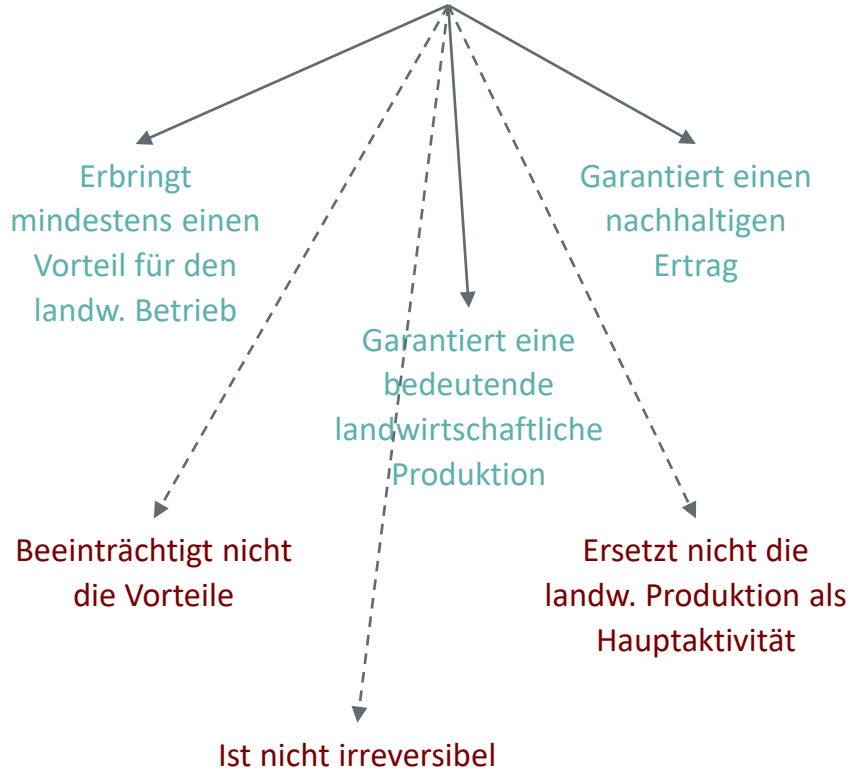 Erbringt
mindestens einen
Vorteil für den
landw. Betrieb
Garantiert eine
bedeutende
landwirtschaftliche
Produktion
Garantiert einen
nachhaltigen
Ertrag
Beeinträchtigt nicht
die Vorteile
Ist nicht irreversibel
Ersetzt nicht die
landw. Produktion als
Hauptaktivität